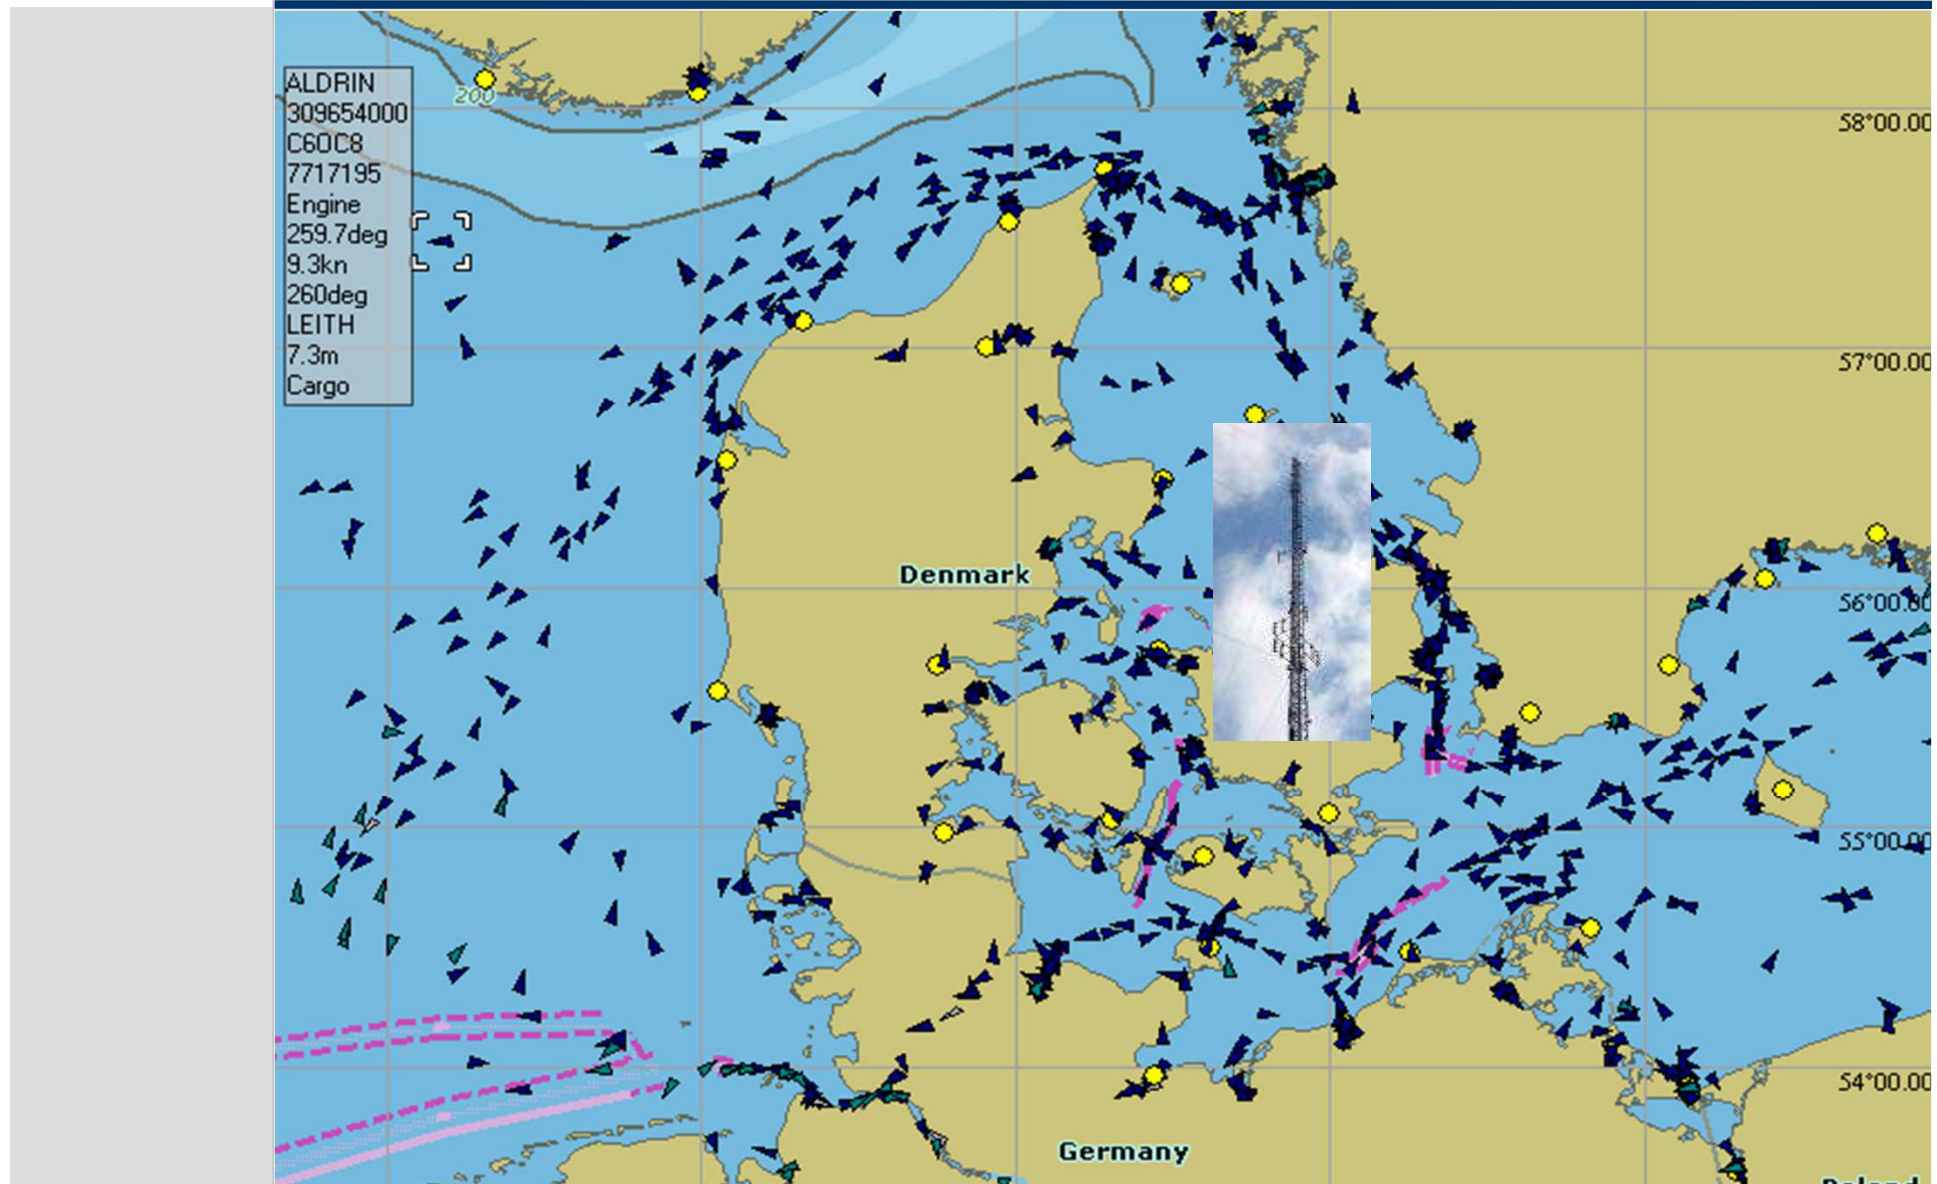 ALDRIN
309654000
C6OC8
7717195
Engine
259.7deg
9.3kn
260deg
LEITH
7.3m
Cargo
200
58°00.00
57°00.00
Denmark
56°00.00
55°00.00
54°00.00
Germany
Poland